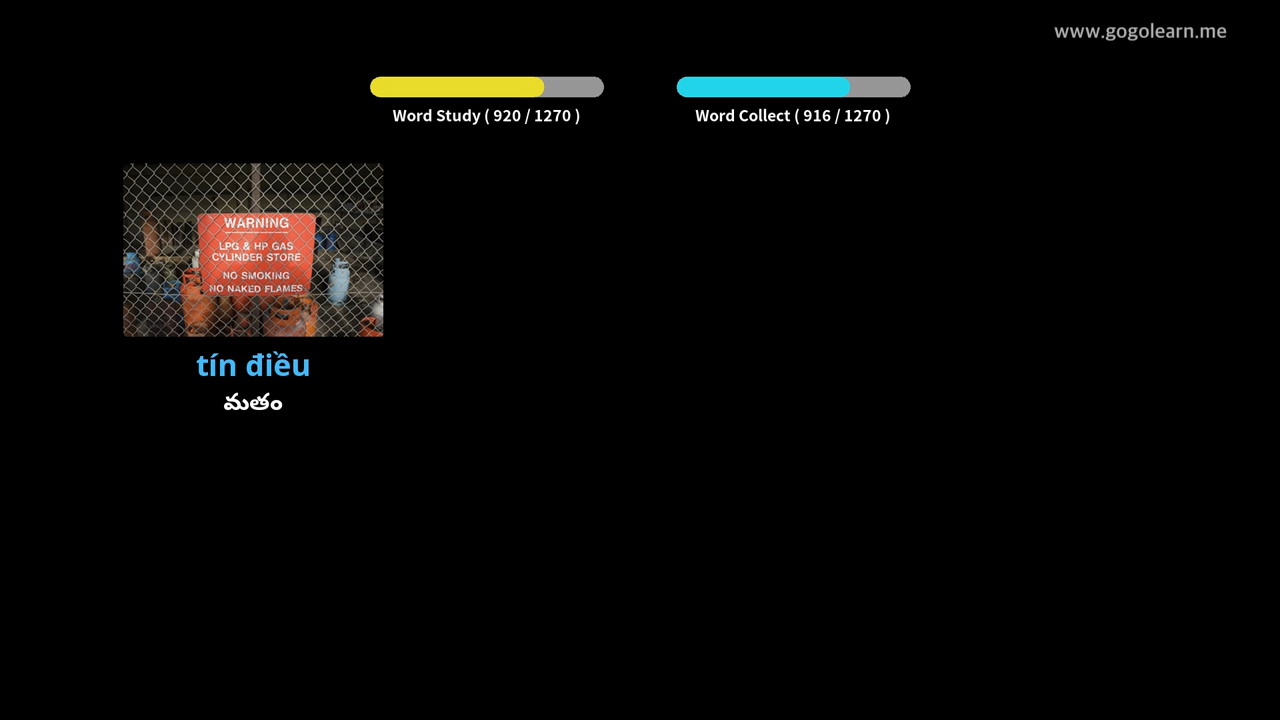 www.gogolearn.me
Word Study ( 920 / 1270 )
Word Collect ( 916 / 1270 )
WARNING
LPG & HP GAS
CYLINDER STORE
NO SMOKING
NO NAKED FLAMES
tín điều
మతం